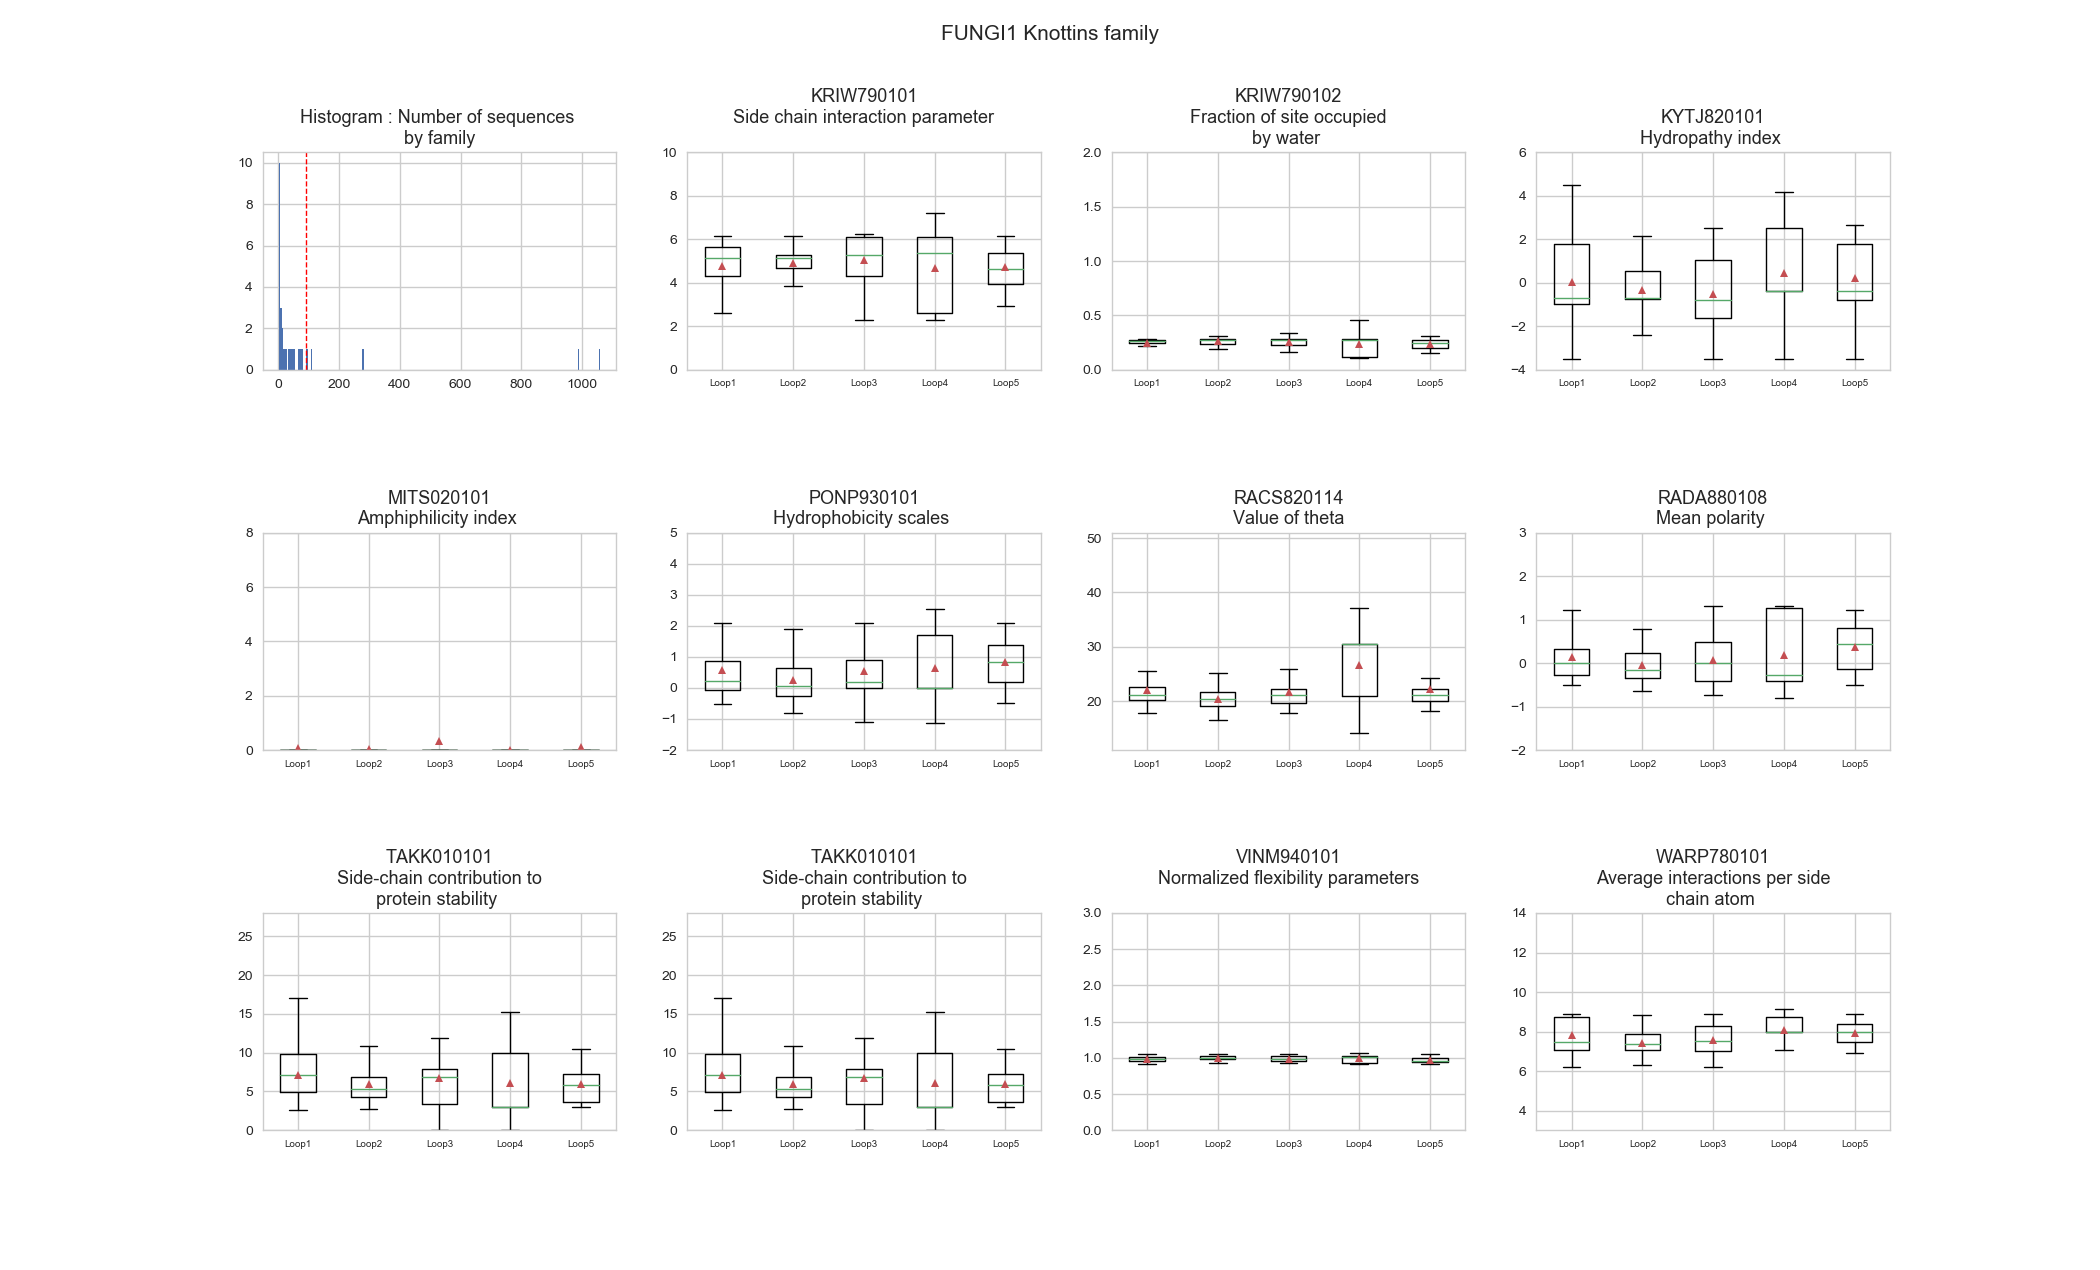 FUNGI1 Knottins family
Histogram : Number of sequences
by family
10
8
6
4
2
0
0 200 400 600 800 1000
KRIW790101
Side chain interaction parameter
10
8
6
4
2
0
Loop1 Loop2 Loop3 Loop4 Loop5
KRIW790102
Fraction of site occupied
by water
2.0
1.5
1.0
0.5
0.0
Loop1 Loop2 Loop3 Loop4 Loop5
KYTJ820101
Hydropathy index
6
4
2
0
−2
−4
Loop1 Loop2 Loop3 Loop4 Loop5
MITS020101
Amphiphilicity index
8
6
4
2
0
Loop1 Loop2 Loop3 Loop4 Loop5
PONP930101
Hydrophobicity scales
5
4
3
2
1
0
−1
−2
Loop1 Loop2 Loop3 Loop4 Loop5
RACS820114
Value of theta
50
40
30
20
Loop1 Loop2 Loop3 Loop4 Loop5
RADA880108
Mean polarity
3
2
1
0
−1
−2
Loop1 Loop2 Loop3 Loop4 Loop5
TAKK010101
Side-chain contribution to
protein stability
25
20
15
10
5
0
Loop1 Loop2 Loop3 Loop4 Loop5
TAKK010101
Side-chain contribution to
protein stability
25
20
15
10
5
0
Loop1 Loop2 Loop3 Loop4 Loop5
VINM940101
Normalized flexibility parameters
3.0
2.5
2.0
1.5
1.0
0.5
0.0
Loop1 Loop2 Loop3 Loop4 Loop5
WARP780101
Average interactions per side
chain atom
14
12
10
8
6
4
Loop1 Loop2 Loop3 Loop4 Loop5